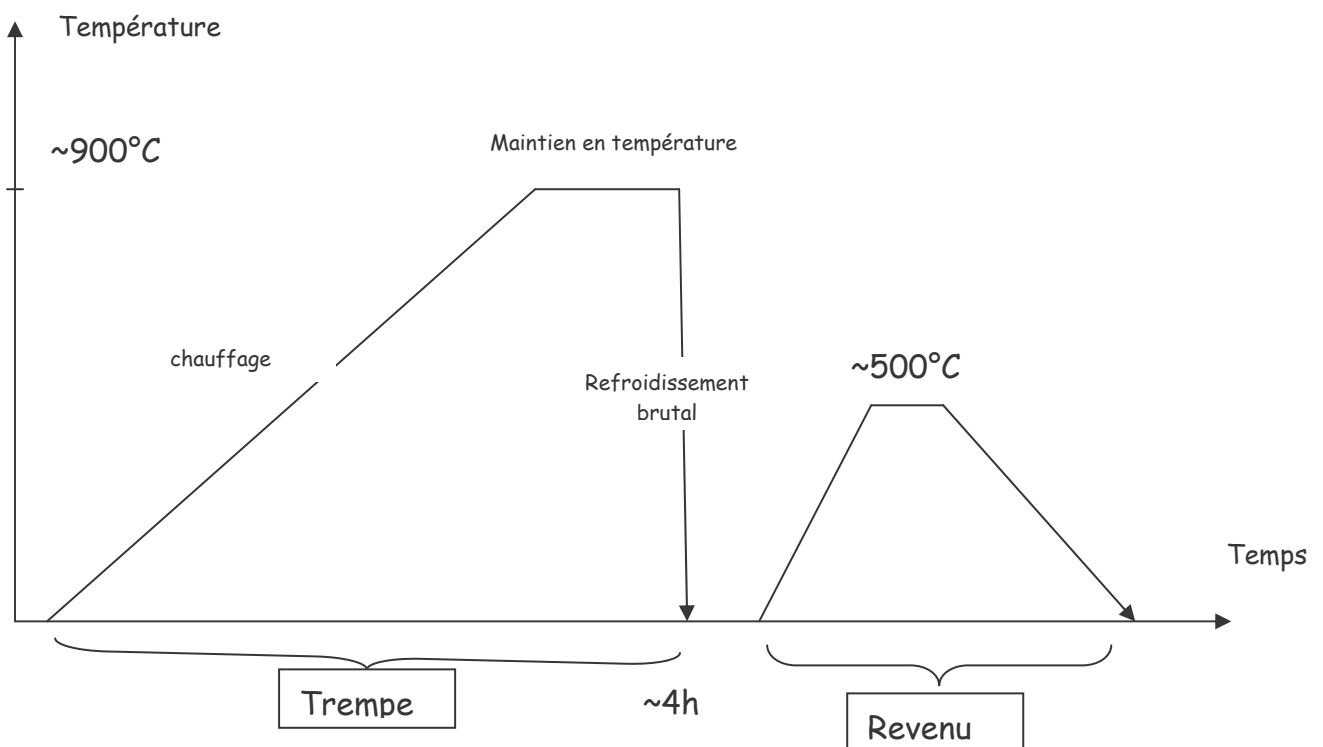 Température
~900°C
Maintien en température
chauffage
Refroidissement
brutal
~500°C
Temps
Trempe
~4h
Revenu